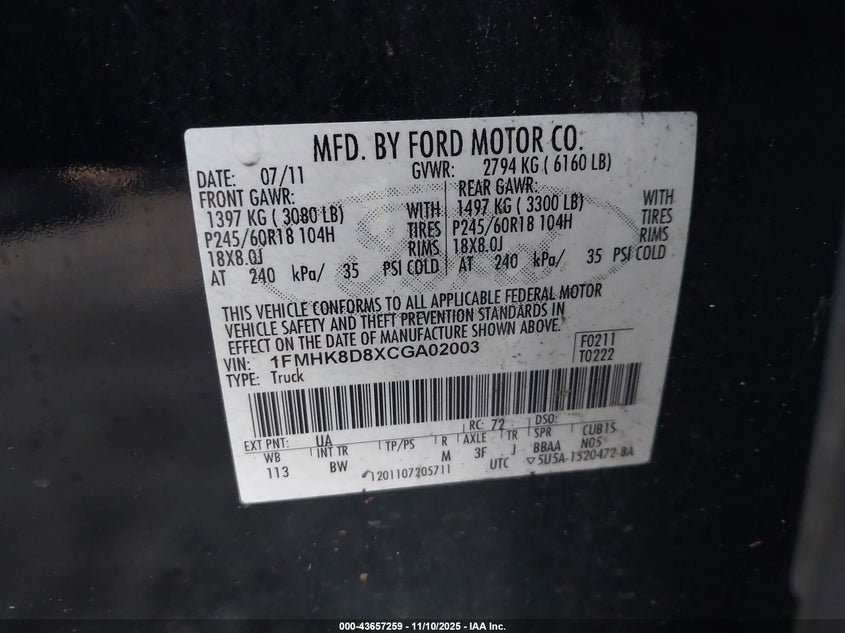 MFD. BY FORD MOTOR CO.
DATE: 07/11 GVWR: 2794 KG ( 6160 LB)
FRONT GAWR: REAR GAWR:
1397 KG ( 3080 LB) WITH 1497 KG ( 3300 LB) WITH
P245/60R18 104H TIRES P245/60R18 104H TIRES
18X8.0J RIMS 18X8.0J RIMS
AT 240 kPa/ 35 PSI COLD AT 240 kPa/ 35 PSI COLD
THIS VEHICLE CONFORMS TO ALL APPLICABLE FEDERAL MOTOR
VEHICLE SAFETY AND THEFT PREVENTION STANDARDS IN
EFFECT ON THE DATE OF MANUFACTURE SHOWN ABOVE.
VIN: 1FMHK8D8XCGA02003 F0211
TYPE: Truck T0222
EXT PNT: UA RC: 72 DSO:
WB INT TR TP/PS R AXLE TR SPR CUB15
113 BW M 3F J BBAA N05
1201107205711 UTC ▽5U5A-1520472-BA
000-43657259 - 11/10/2025 - IAA Inc.